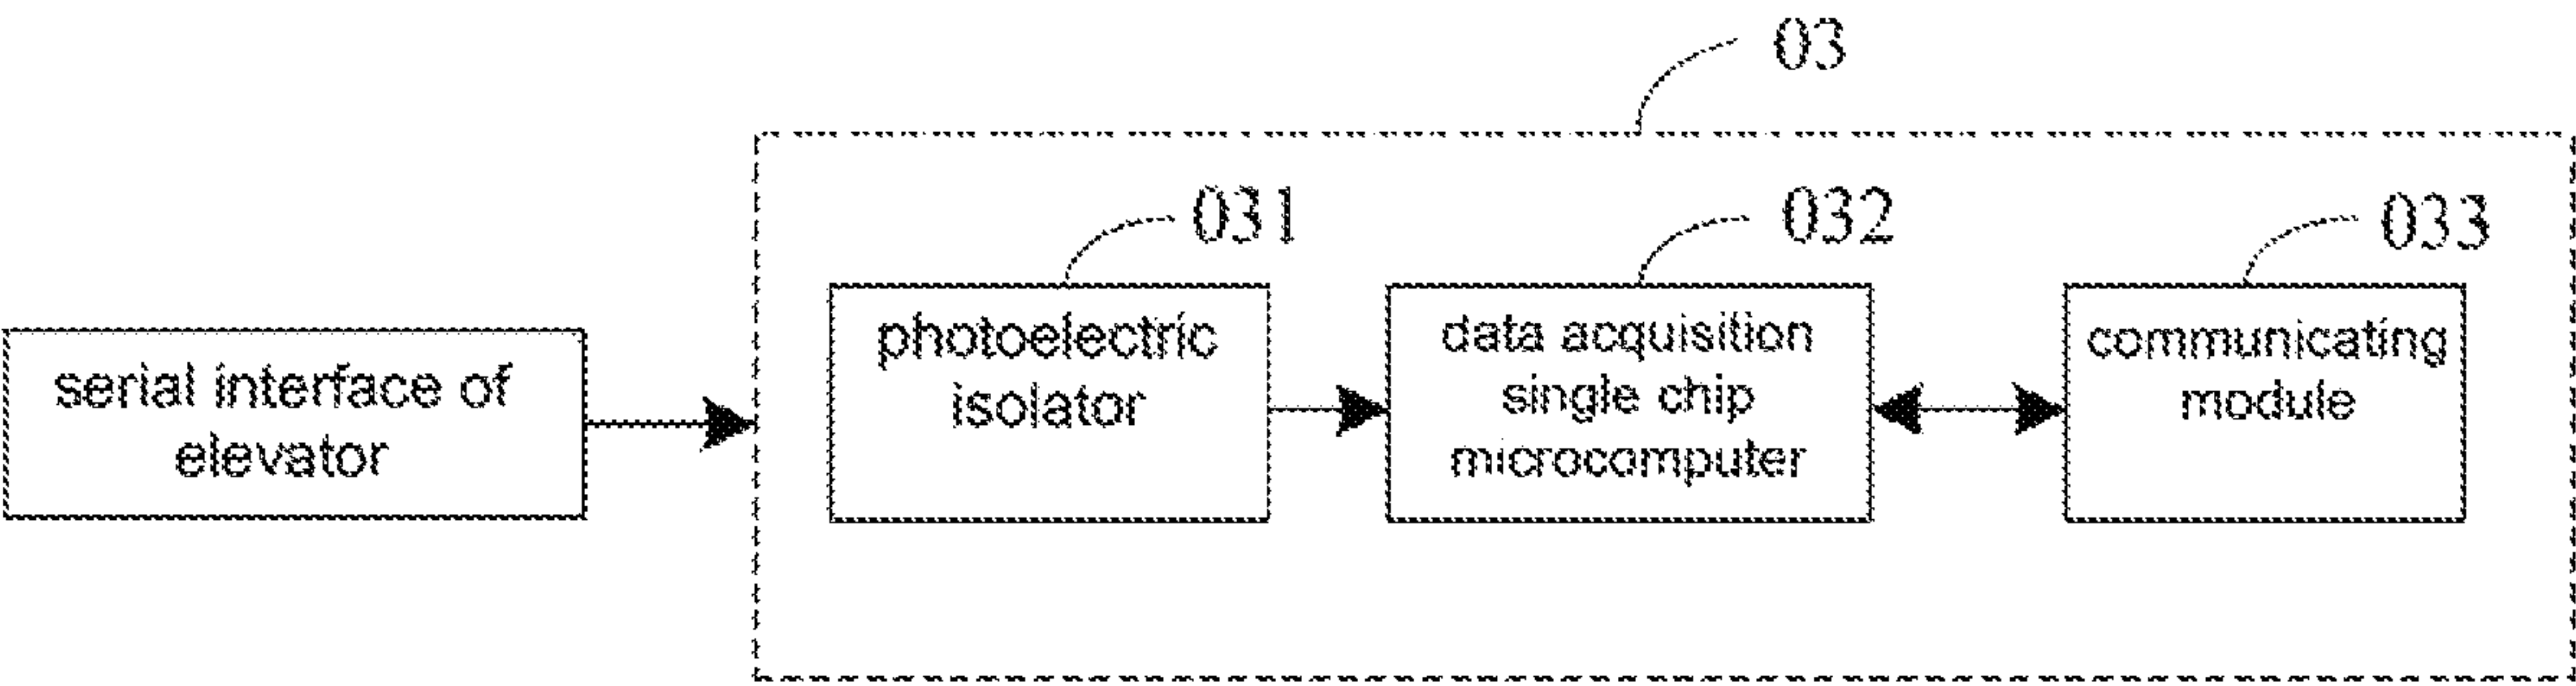 03
031
032
033
serial interface of
elevator
photoelectric
isolator
data acquisition
single chip
microcomputer
communicating
module